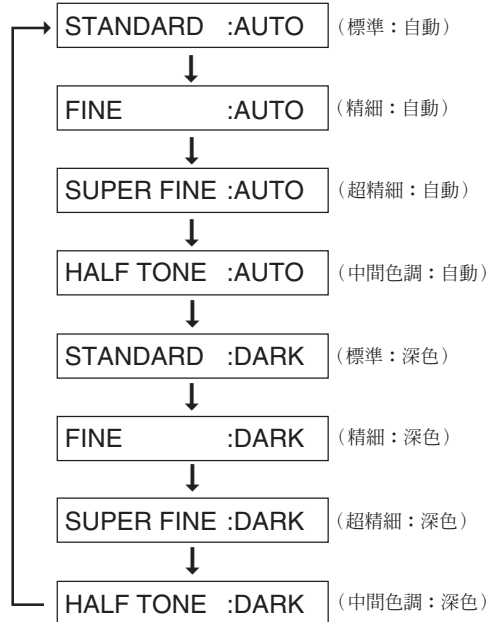 STANDARD :AUTO (標準：自動)
FINE :AUTO (精細：自動)
SUPER FINE :AUTO (超精細：自動)
HALF TONE :AUTO (中間色調：自動)
STANDARD :DARK (標準：深色)
FINE :DARK (精細：深色)
SUPER FINE :DARK (超精細：深色)
HALF TONE :DARK (中間色調：深色)